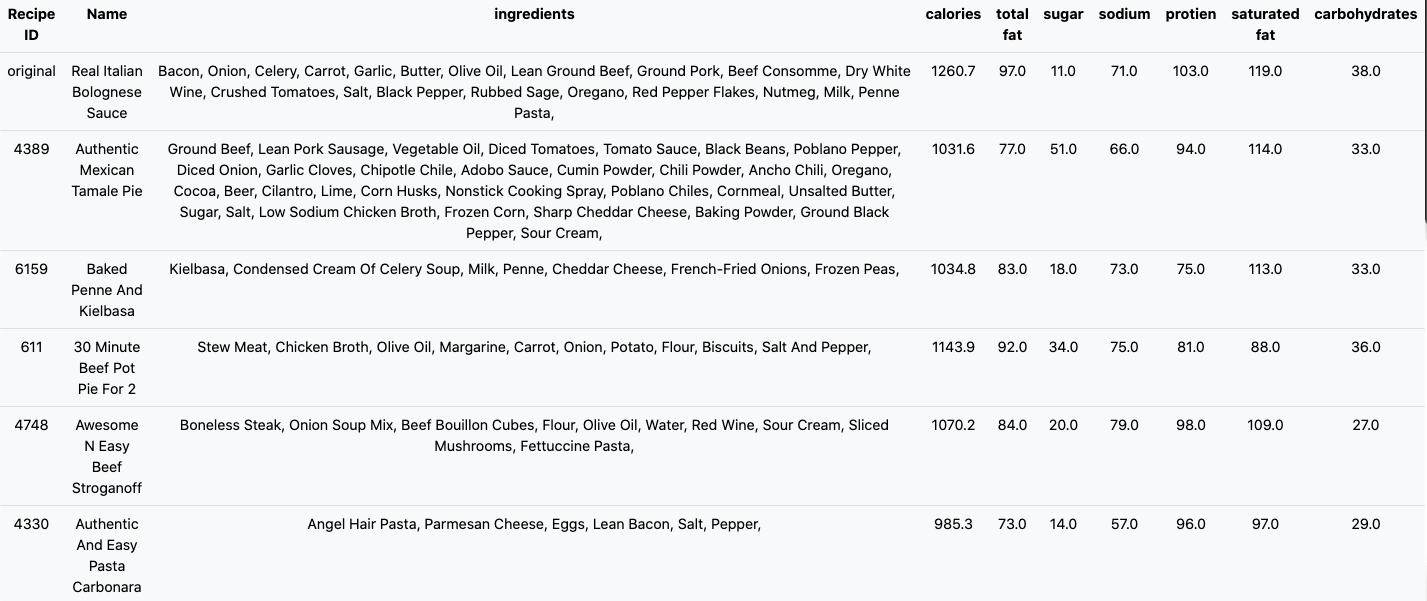 Recipe ID Name ingredients calories total fat sugar sodium protien saturated fat carbohydrates
original Real Italian Bolognese Sauce Bacon, Onion, Celery, Carrot, Garlic, Butter, Olive Oil, Lean Ground Beef, Ground Pork, Beef Consomme, Dry White Wine, Crushed Tomatoes, Salt, Black Pepper, Rubbed Sage, Oregano, Red Pepper Flakes, Nutmeg, Milk, Penne Pasta, 1260.7 97.0 11.0 71.0 103.0 119.0 38.0
4389 Authentic Mexican Tamale Pie Ground Beef, Lean Pork Sausage, Vegetable Oil, Diced Tomatoes, Tomato Sauce, Black Beans, Poblano Pepper, Diced Onion, Garlic Cloves, Chipotle Chile, Adobo Sauce, Cumin Powder, Chili Powder, Ancho Chili, Oregano, Cocoa, Beer, Cilantro, Lime, Corn Husks, Nonstick Cooking Spray, Poblano Chiles, Cornmeal, Unsalted Butter, Sugar, Salt, Low Sodium Chicken Broth, Frozen Corn, Sharp Cheddar Cheese, Baking Powder, Ground Black Pepper, Sour Cream, 1031.6 77.0 51.0 66.0 94.0 114.0 33.0
6159 Baked Penne And Kielbasa Kielbasa, Condensed Cream Of Celery Soup, Milk, Penne, Cheddar Cheese, French-Fried Onions, Frozen Peas, 1034.8 83.0 18.0 73.0 75.0 113.0 33.0
611 30 Minute Beef Pot Pie For 2 Stew Meat, Chicken Broth, Olive Oil, Margarine, Carrot, Onion, Potato, Flour, Biscuits, Salt And Pepper, 1143.9 92.0 34.0 75.0 81.0 88.0 36.0
4748 Awesome N Easy Beef Stroganoff Boneless Steak, Onion Soup Mix, Beef Bouillon Cubes, Flour, Olive Oil, Water, Red Wine, Sour Cream, Sliced Mushrooms, Fettuccine Pasta, 1070.2 84.0 20.0 79.0 98.0 109.0 27.0
4330 Authentic And Easy Pasta Carbonara Angel Hair Pasta, Parmesan Cheese, Eggs, Lean Bacon, Salt, Pepper, 985.3 73.0 14.0 57.0 96.0 97.0 29.0